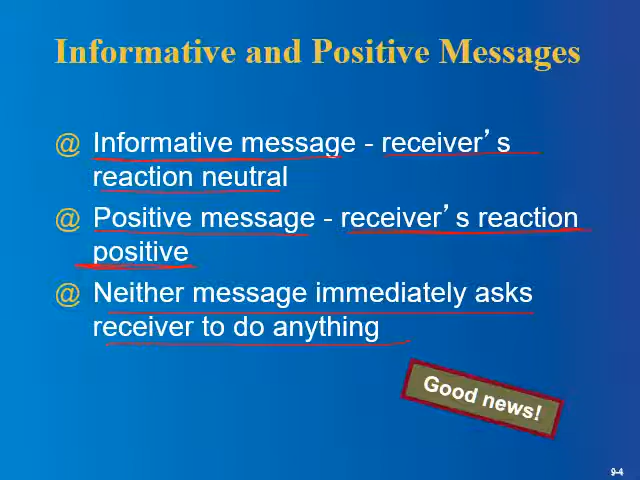 Informative and Positive Messages
@ Informative message - receiver’s
reaction neutral
@ Positive message - receiver’s reaction
positive
@ Neither message immediately asks
receiver to do anything
Good news!
9-4